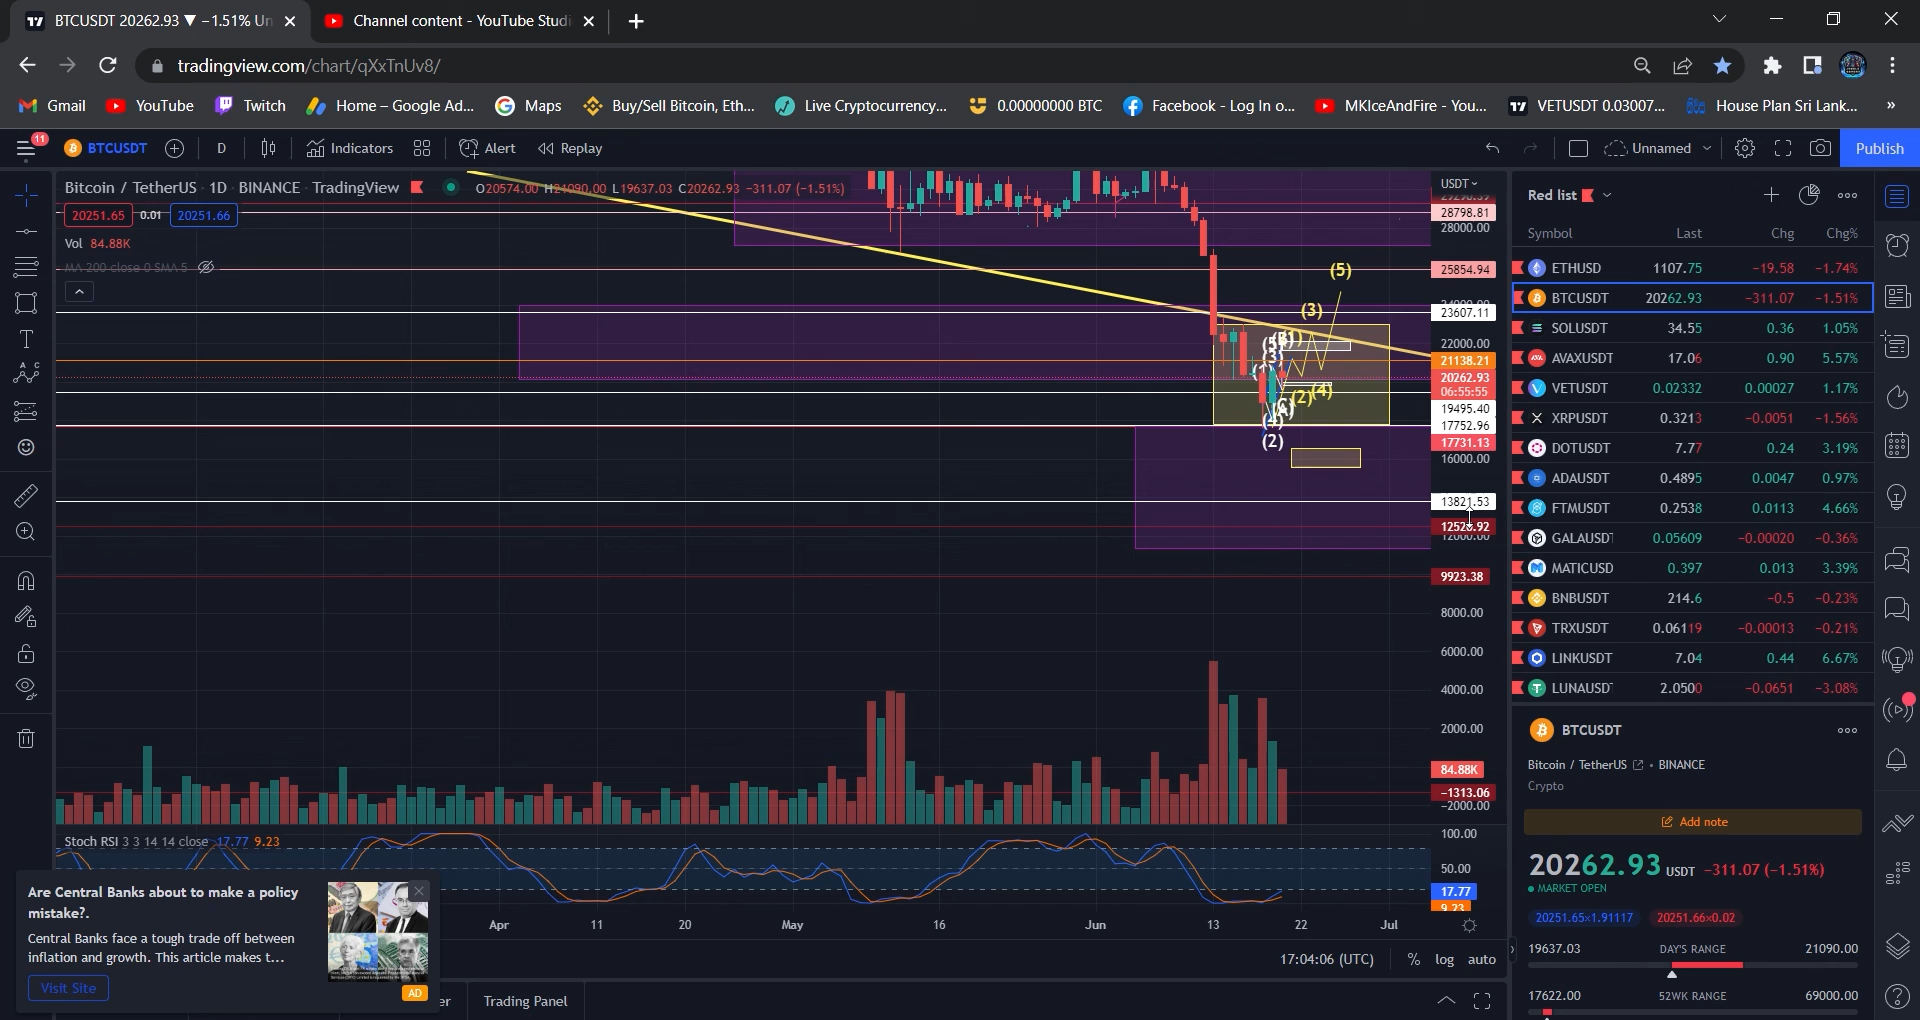 BTCUSDT 20262.93 ▼ −1.51% Un
Channel content - YouTube Studi
tradingview.com/chart/qXxTnUv8/
Gmail YouTube Twitch Home – Google Ad... Maps Buy/Sell Bitcoin, Eth... Live Cryptocurrency... 0.00000000 BTC Facebook - Log In o... MKIceAndFire - You... VETUSDT 0.03007... House Plan Sri Lank... »
11
BTCUSDT D Indicators Alert Replay Unnamed Publish
Bitcoin / TetherUS · 1D · BINANCE · TradingView O20574.00 H21090.00 L19637.03 C20262.93 −311.07 (−1.51%)
20251.65 0.01 20251.66
Vol 84.88K
MA 200 close 0 SMA 5
USDT
28798.81
28000.00
25854.94
23607.11
22000.00
21138.21
20262.93
06:55:55
19495.40
17752.96
17731.13
16000.00
13821.53
12000.00
9923.38
8000.00
6000.00
4000.00
2000.00
84.88K
−1313.06
−2000.00
(5)
(3)
(4)
(2)
(2)
Stoch RSI 3 3 14 14 close 17.77 9.23
100.00
50.00
17.77
9.23
Apr 11 20 May 16 Jun 13 22 Jul
17:04:06 (UTC) % log auto
er Trading Panel
Are Central Banks about to make a policy
mistake?.
Central Banks face a tough trade off between
inflation and growth. This article makes t...
Visit Site
AD
Red list
Symbol Last Chg Chg%
ETHUSD 1107.75 −19.58 −1.74%
BTCUSDT 20262.93 −311.07 −1.51%
SOLUSDT 34.55 0.36 1.05%
AVAXUSDT 17.06 0.90 5.57%
VETUSDT 0.02332 0.00027 1.17%
XRPUSDT 0.3213 −0.0051 −1.56%
DOTUSDT 7.77 0.24 3.19%
ADAUSDT 0.4895 0.0047 0.97%
FTMUSDT 0.2538 0.0113 4.66%
GALAUSDT 0.05609 −0.00020 −0.36%
MATICUSD 0.397 0.013 3.39%
BNBUSDT 214.6 −0.5 −0.23%
TRXUSDT 0.06119 −0.00013 −0.21%
LINKUSDT 7.04 0.44 6.67%
LUNAUSDT 2.0500 −0.0651 −3.08%
BTCUSDT
Bitcoin / TetherUS • BINANCE
Crypto
Add note
20262.93 USDT −311.07 (−1.51%)
MARKET OPEN
20251.65×1.91117 20251.66×0.02
19637.03 DAY'S RANGE 21090.00
17622.00 52WK RANGE 69000.00